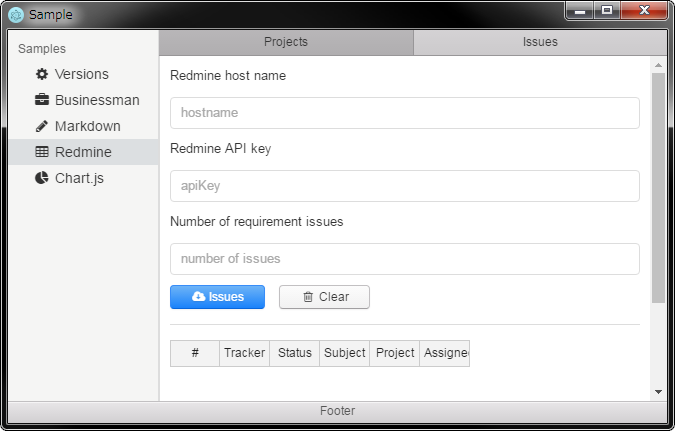 Sample
Samples
Versions
Businessman
Markdown
Redmine
Chart.js
Projects
Issues
Redmine host name
hostname
Redmine API key
apiKey
Number of requirement issues
number of issues
Issues
Clear
# Tracker Status Subject Project Assignee
Footer